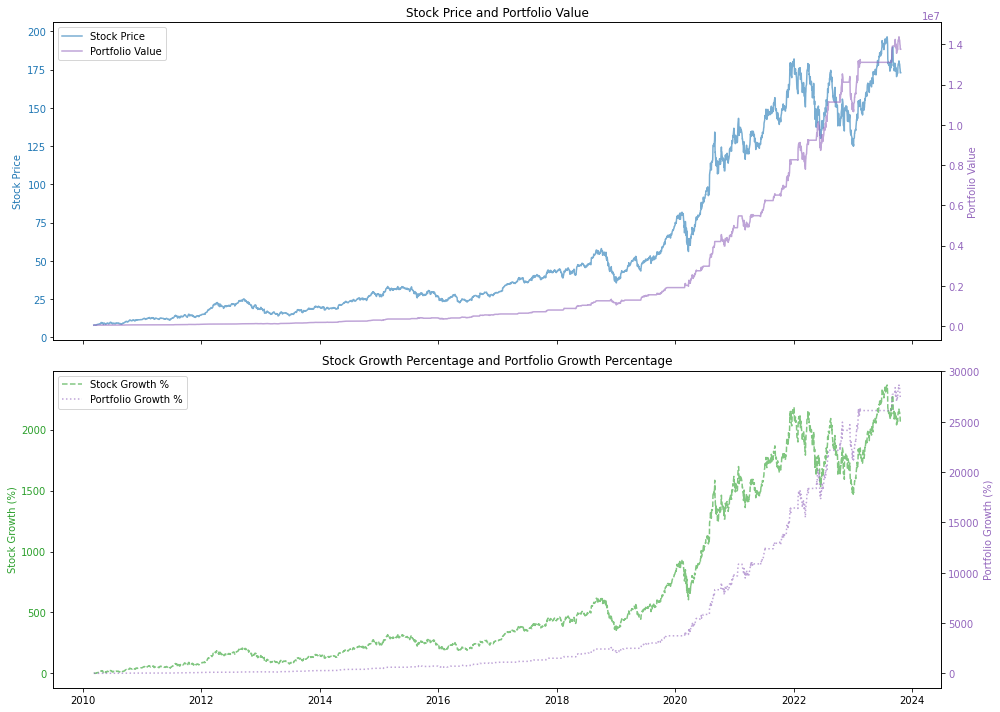 Stock Price and Portfolio Value
1e7
Stock Price
Portfolio Value
200
175
150
125
100
75
50
25
0
Stock Price
1.4
1.2
1.0
0.8
0.6
0.4
0.2
0.0
Portfolio Value
Stock Growth Percentage and Portfolio Growth Percentage
Stock Growth %
Portfolio Growth %
2000
1500
1000
500
0
Stock Growth (%)
30000
25000
20000
15000
10000
5000
0
Portfolio Growth (%)
2010 2012 2014 2016 2018 2020 2022 2024